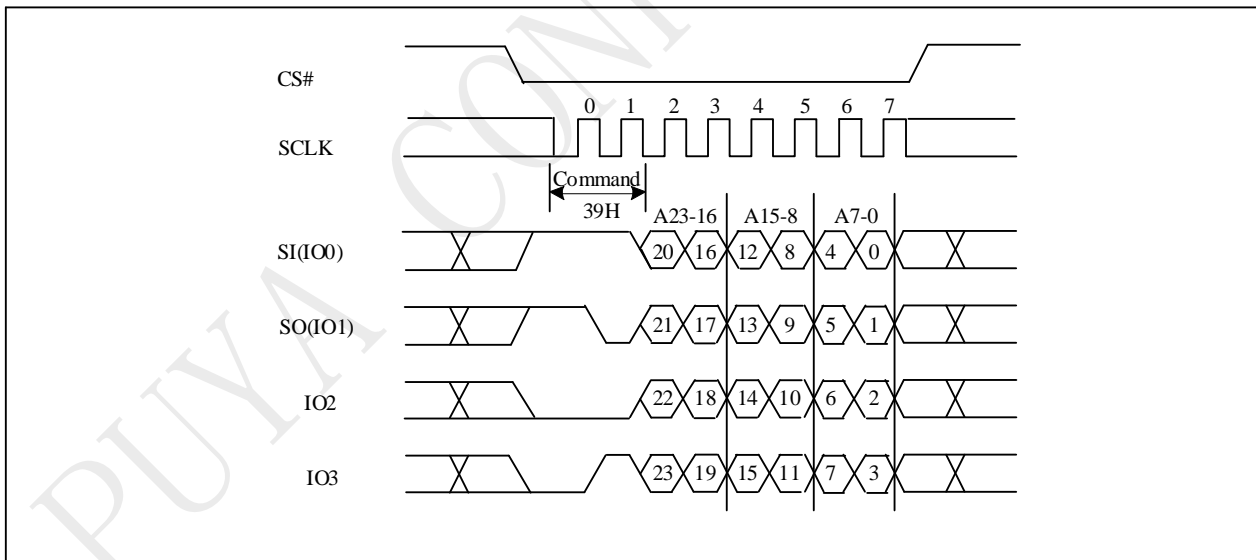 CS#
0 1 2 3 4 5 6 7
SCLK
Command
39H
A23-16 A15-8 A7-0
SI(IO0) 20 16 12 8 4 0
SO(IO1) 21 17 13 9 5 1
IO2 22 18 14 10 6 2
IO3 23 19 15 11 7 3
PUYA CONF